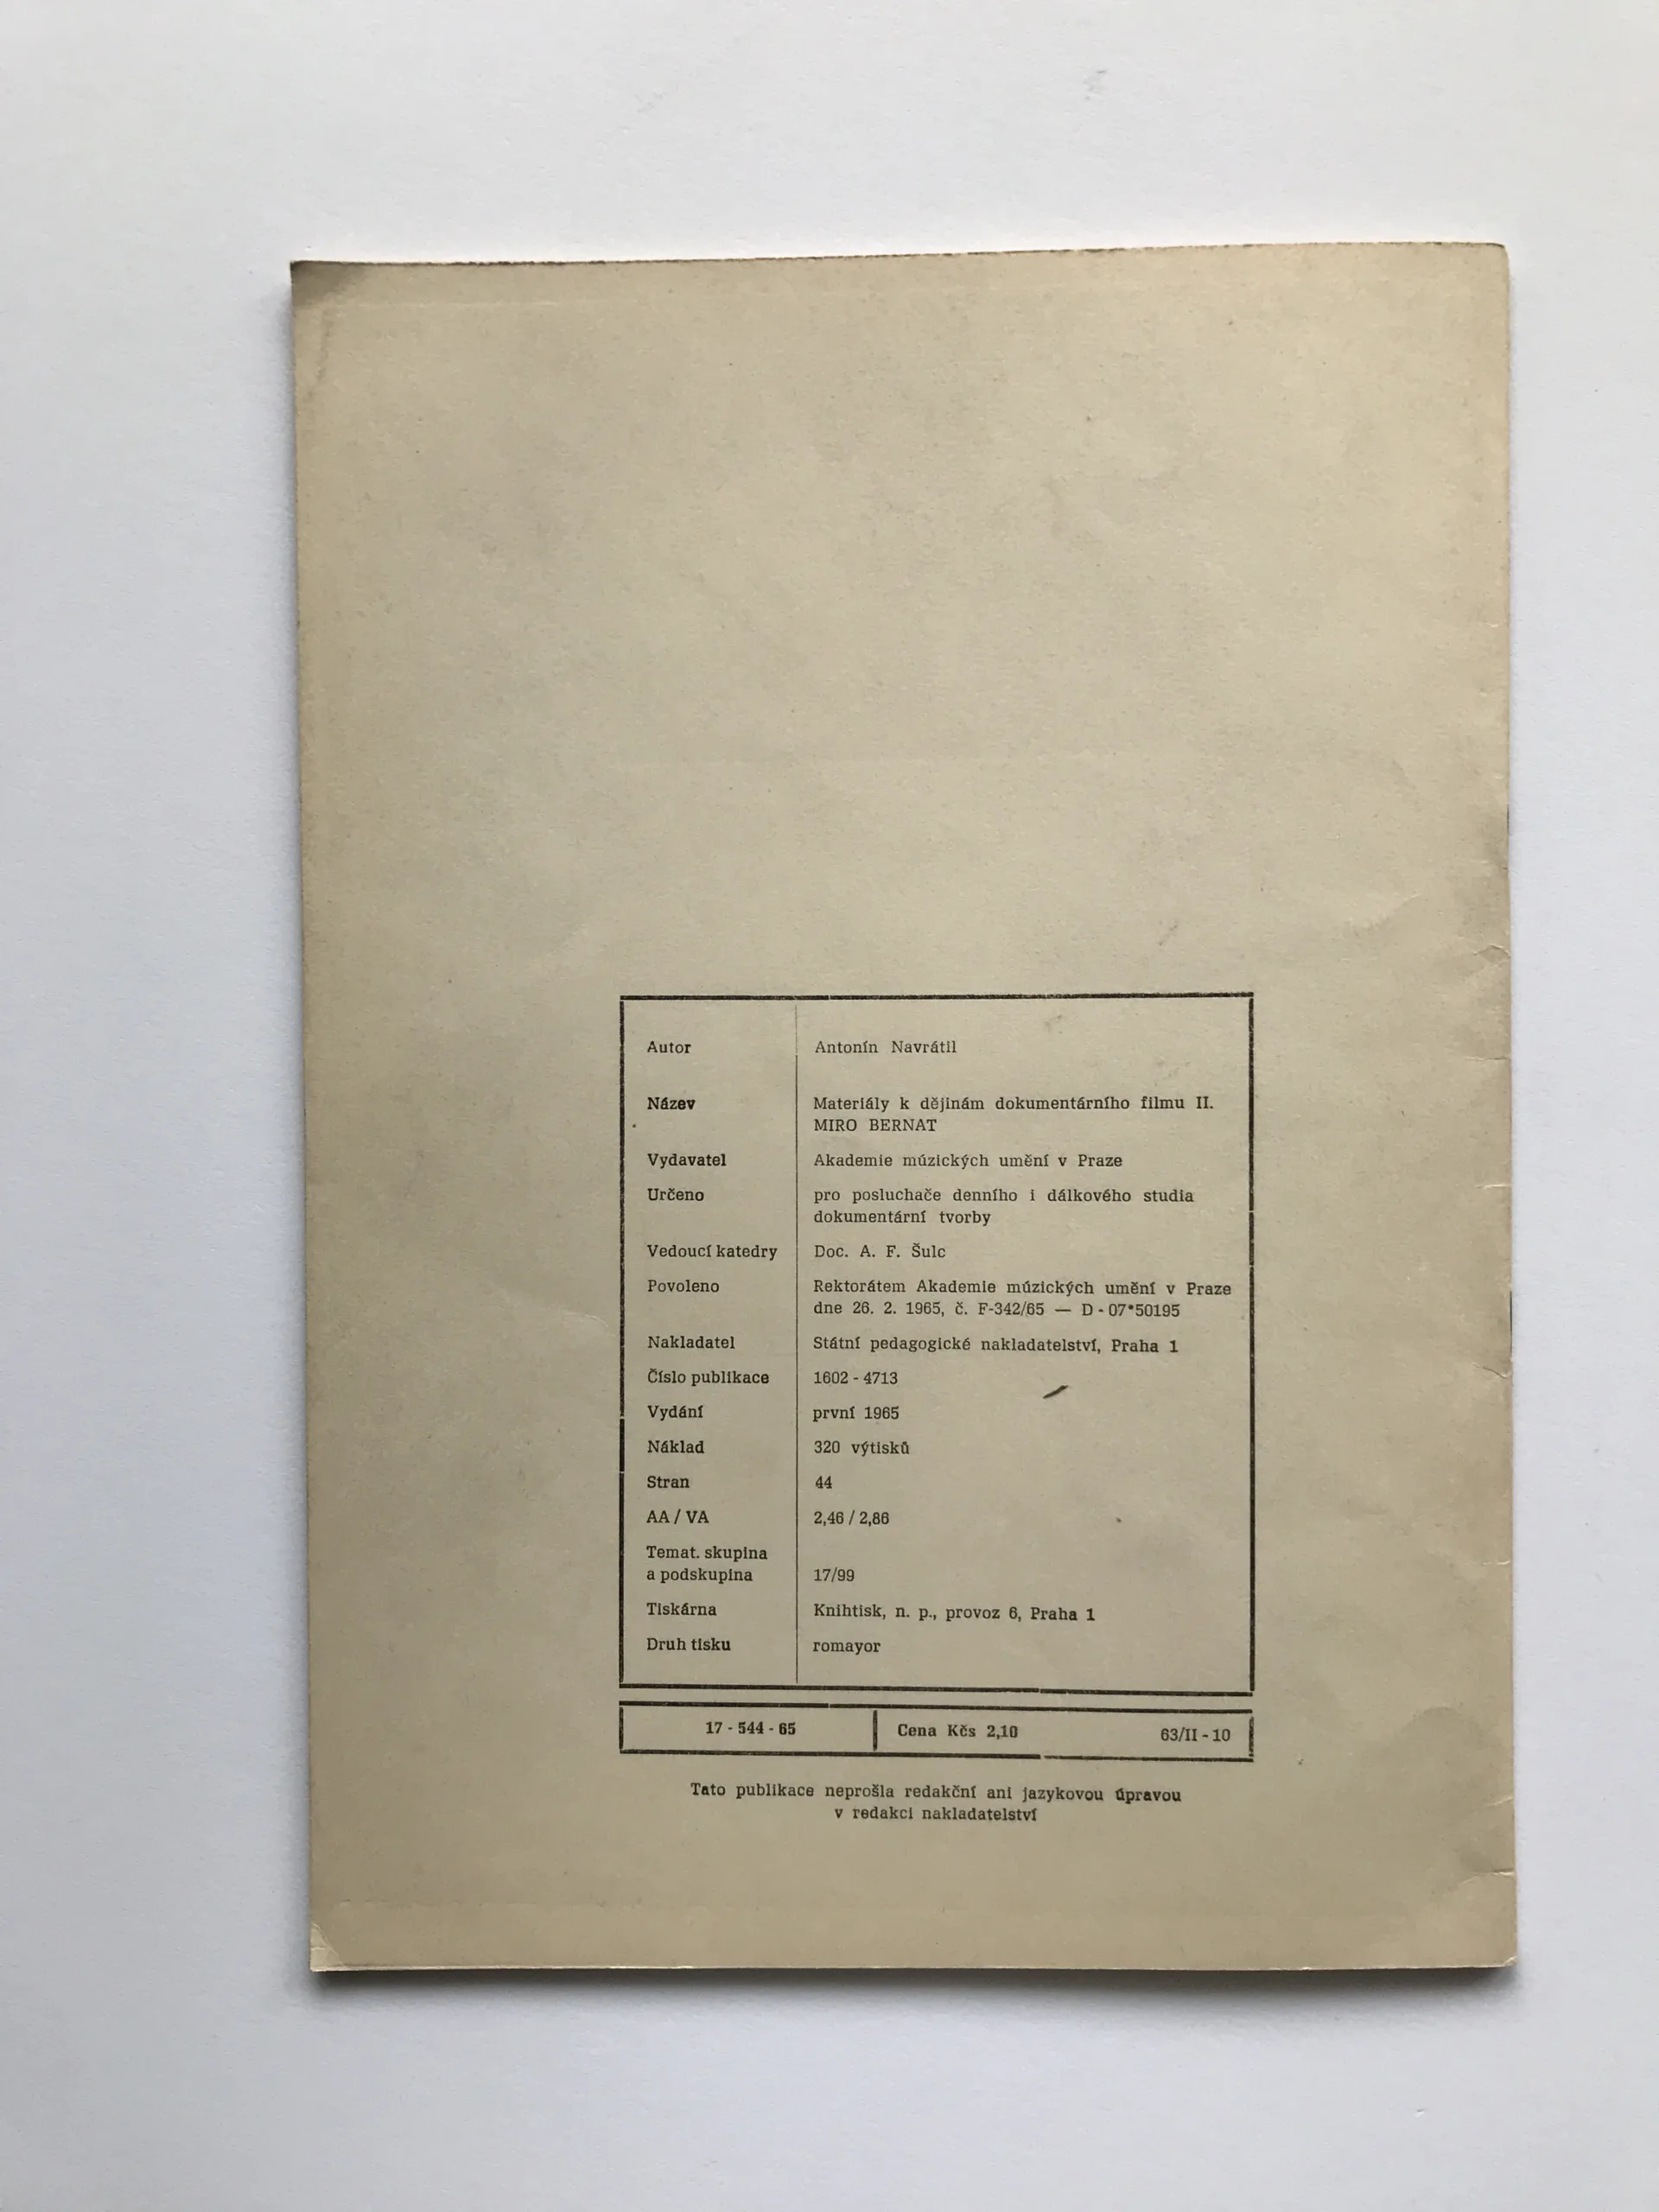 Autor Antonín Navrátil
Název Materiály k dějinám dokumentárního filmu II.
MIRO BERNAT
Vydavatel Akademie múzických umění v Praze
Určeno pro posluchače denního i dálkového studia
dokumentární tvorby
Vedoucí katedry Doc. A. F. Šulc
Povoleno Rektorátem Akademie múzických umění v Praze
dne 26. 2. 1965, č. F-342/65 — D - 07*50195
Nakladatel Státní pedagogické nakladatelství, Praha 1
Číslo publikace 1602 - 4713
Vydání první 1965
Náklad 320 výtisků
Stran 44
AA / VA 2,46 / 2,86
Temat. skupina
a podskupina 17/99
Tiskárna Knihtisk, n. p., provoz 6, Praha 1
Druh tisku romayor
17 - 544 - 65 Cena Kčs 2,10 63/II - 10
Tato publikace neprošla redakční ani jazykovou úpravou
v redakci nakladatelství